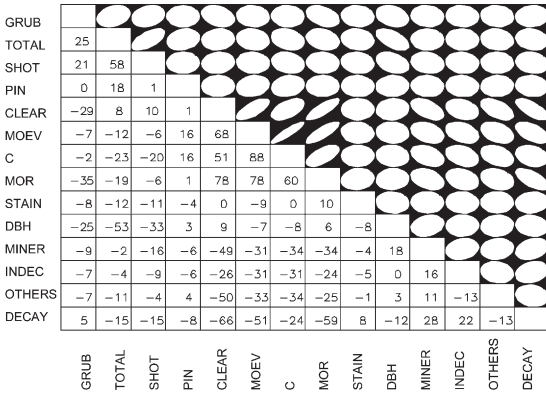 GRUB
TOTAL 25
SHOT 21 58
PIN 0 18 1
CLEAR −29 8 10 1
MOEV −7 −12 −6 16 68
C −2 −23 −20 16 51 88
MOR −35 −19 −6 1 78 78 60
STAIN −8 −12 −11 −4 0 −9 0 10
DBH −25 −53 −33 3 9 −7 −8 6 −8
MINER −9 −2 −16 −6 −49 −31 −34 −34 −4 18
INDEC −7 −4 −9 −6 −26 −31 −31 −24 −5 0 16
OTHERS −7 −11 −4 4 −50 −33 −34 −25 −1 3 11 −13
DECAY 5 −15 −15 −8 −66 −51 −24 −59 8 −12 28 22 −13
GRUB TOTAL SHOT PIN CLEAR MOEV C MOR STAIN DBH MINER INDEC OTHERS DECAY